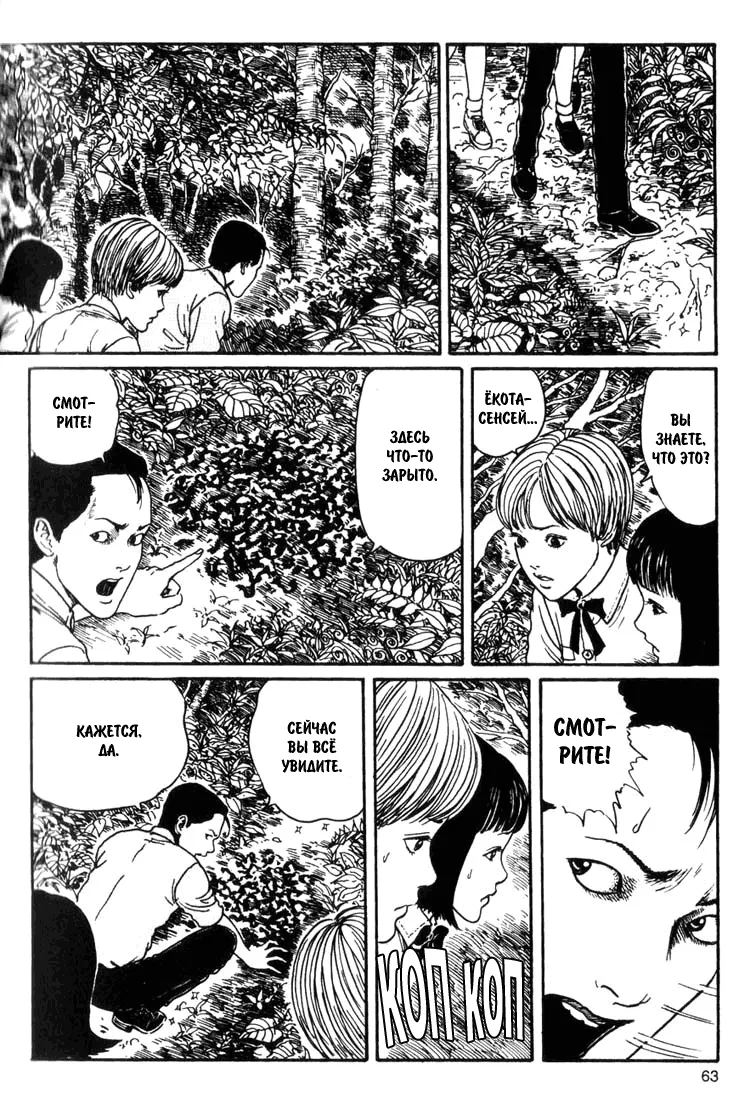 СМОТ-
РИТЕ!
ЗДЕСЬ
ЧТО-ТО
ЗАРЫТО.
ЁКОТА-
СЕНСЕЙ...
ВЫ
ЗНАЕТЕ,
ЧТО ЭТО?
КАЖЕТСЯ,
ДА.
СЕЙЧАС
ВЫ ВСЁ
УВИДИТЕ.
КОП КОП
СМОТ-
РИТЕ!
63